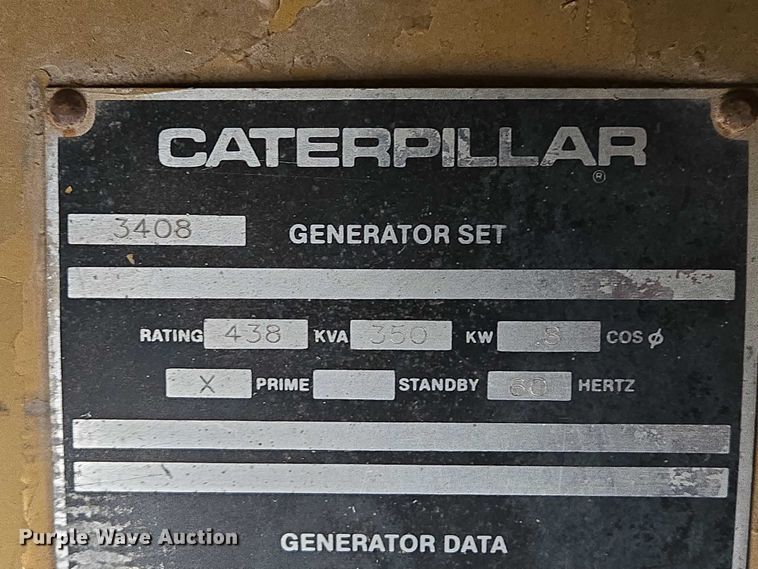 CATERPILLAR
®
3408 GENERATOR SET
RATING 438 KVA 350 KW .8 COS ϕ
X PRIME STANDBY 60 HERTZ
GENERATOR DATA
Purple Wave Auction